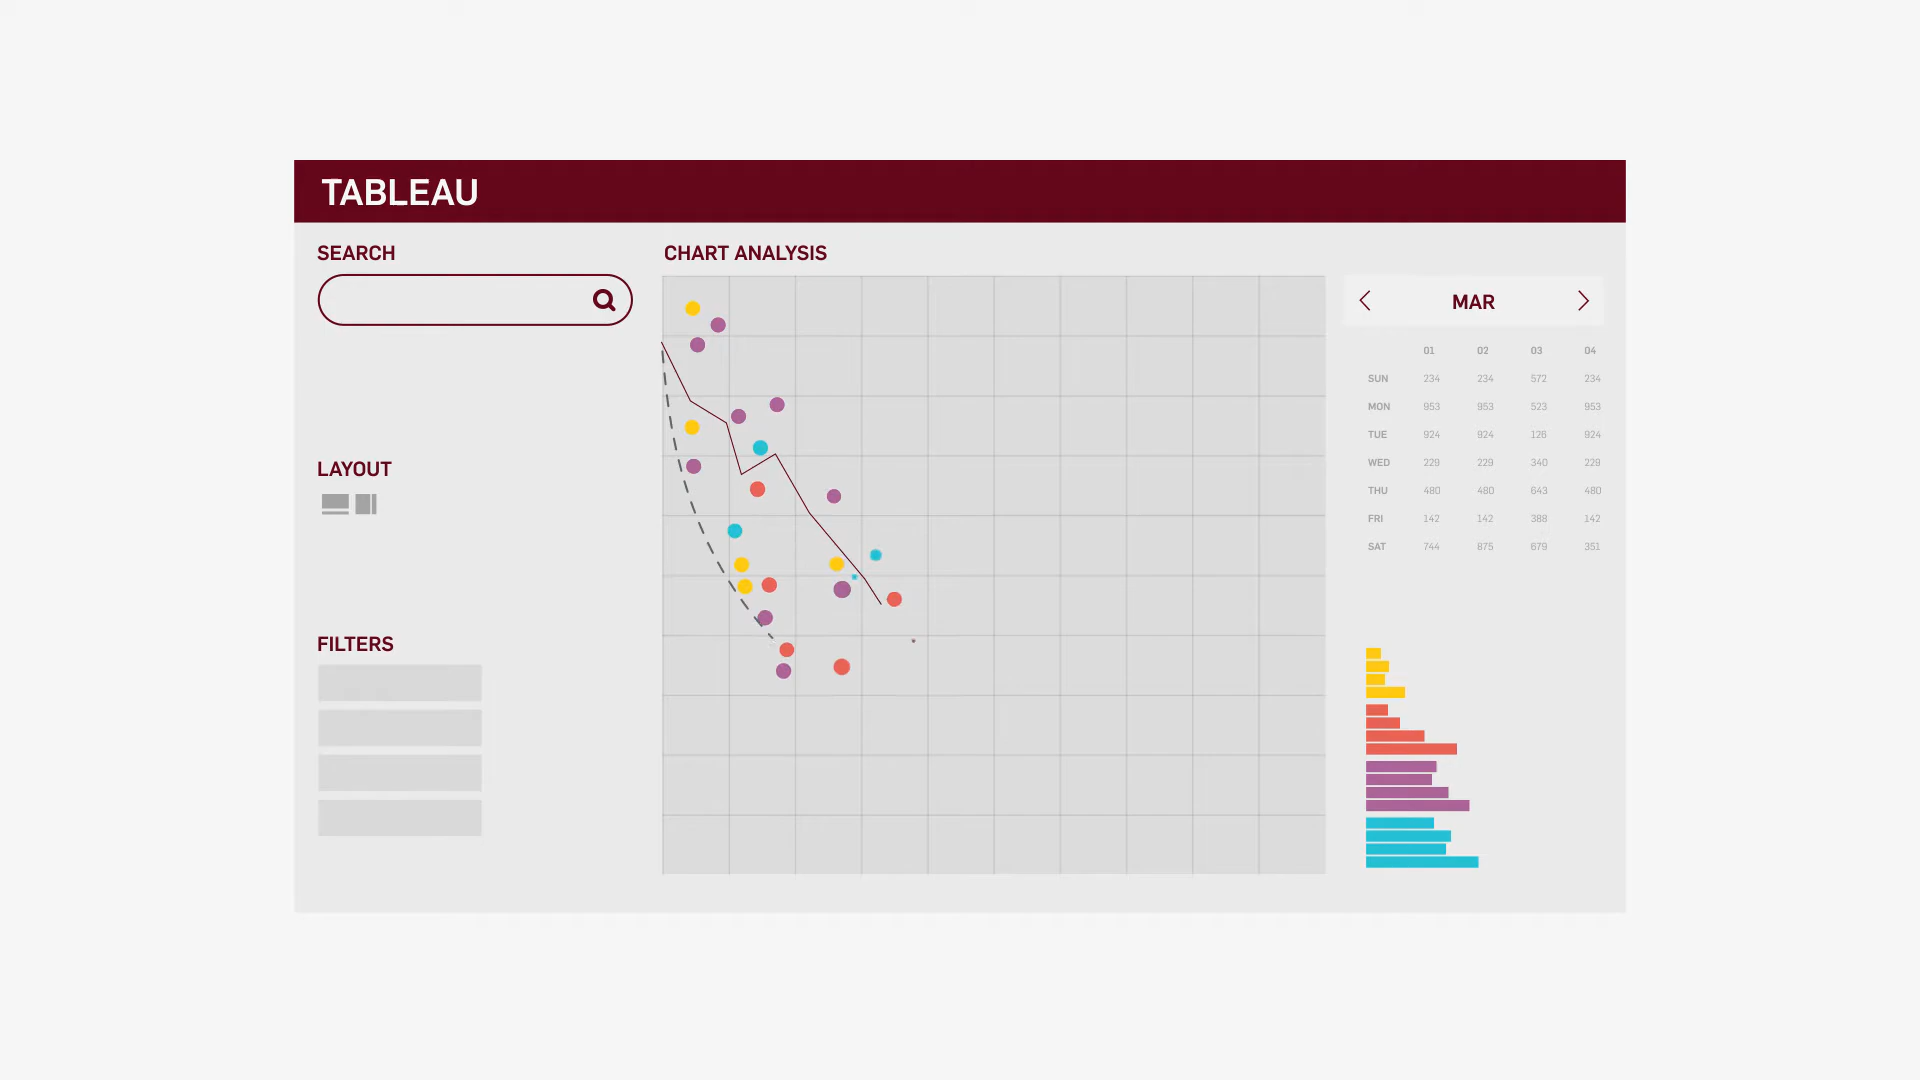 TABLEAU
SEARCH
LAYOUT
FILTERS
CHART ANALYSIS
MAR
01 02 03 04
SUN 234 234 572 234
MON 953 953 523 953
TUE 924 924 126 924
WED 229 229 340 229
THU 480 480 643 480
FRI 142 142 388 142
SAT 744 875 679 351